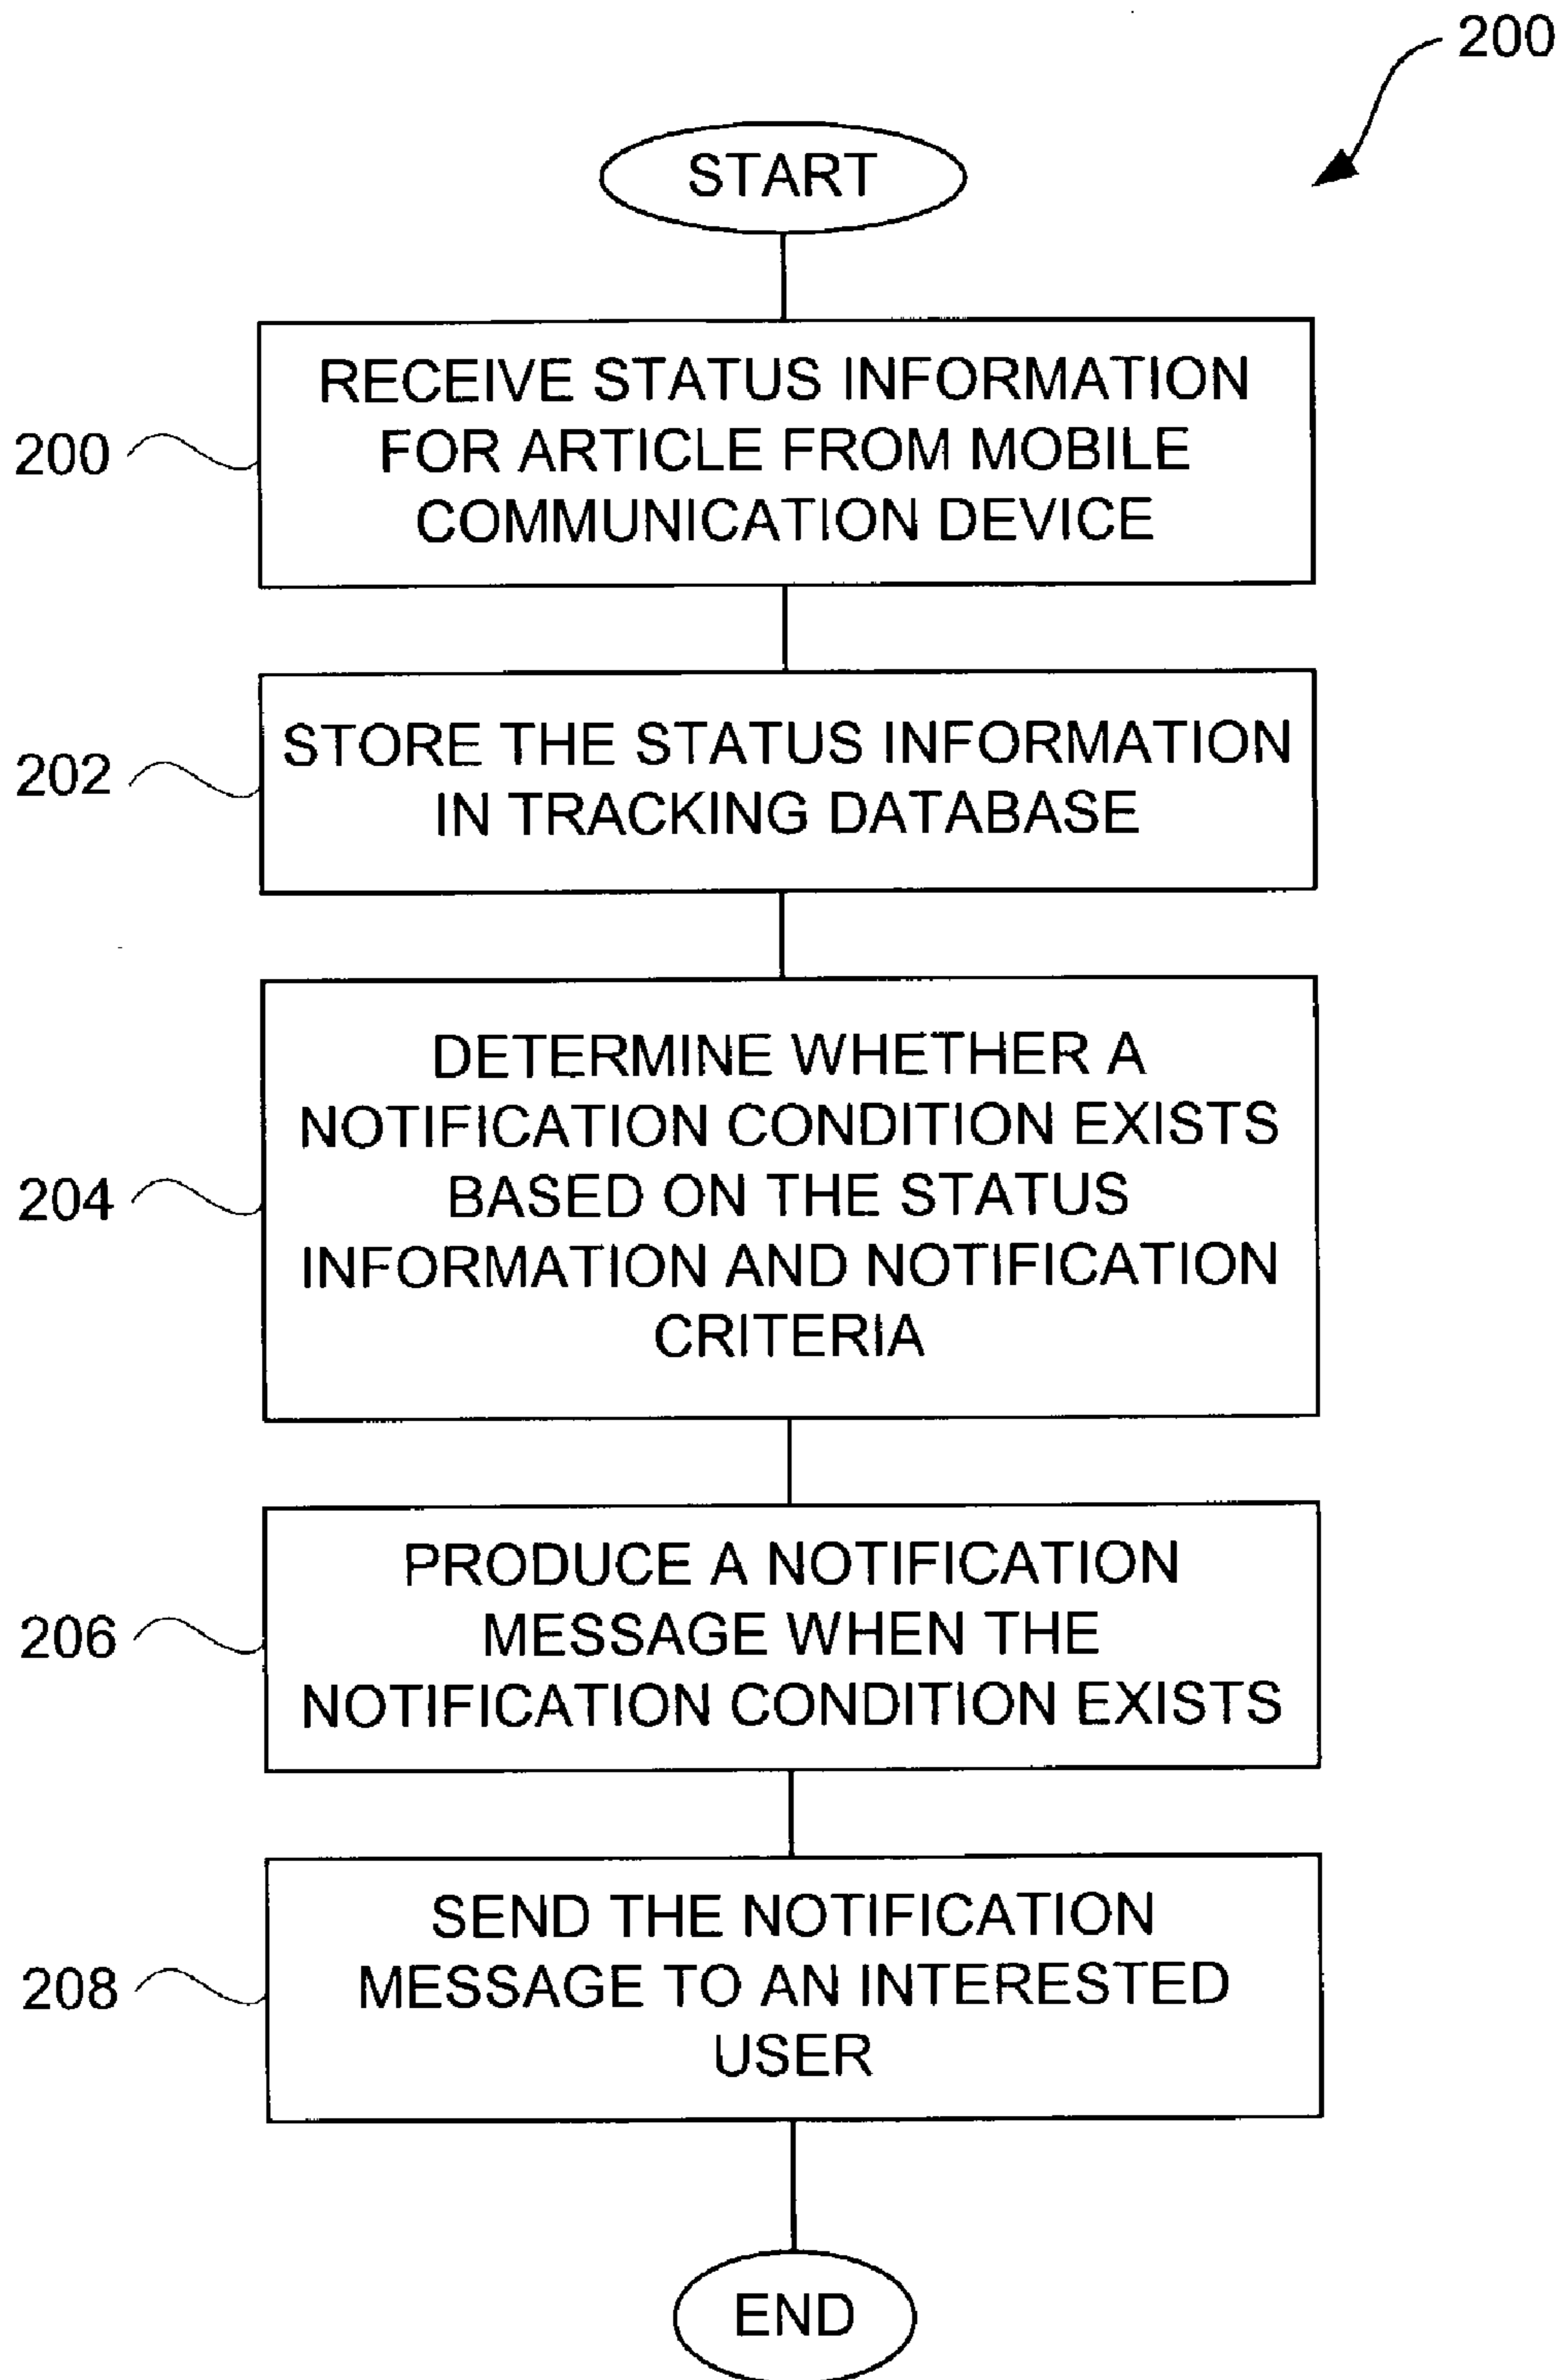 200
START
RECEIVE STATUS INFORMATION
FOR ARTICLE FROM MOBILE
COMMUNICATION DEVICE
200
STORE THE STATUS INFORMATION
IN TRACKING DATABASE
202
DETERMINE WHETHER A
NOTIFICATION CONDITION EXISTS
BASED ON THE STATUS
INFORMATION AND NOTIFICATION
CRITERIA
204
PRODUCE A NOTIFICATION
MESSAGE WHEN THE
NOTIFICATION CONDITION EXISTS
206
SEND THE NOTIFICATION
MESSAGE TO AN INTERESTED
USER
208
END